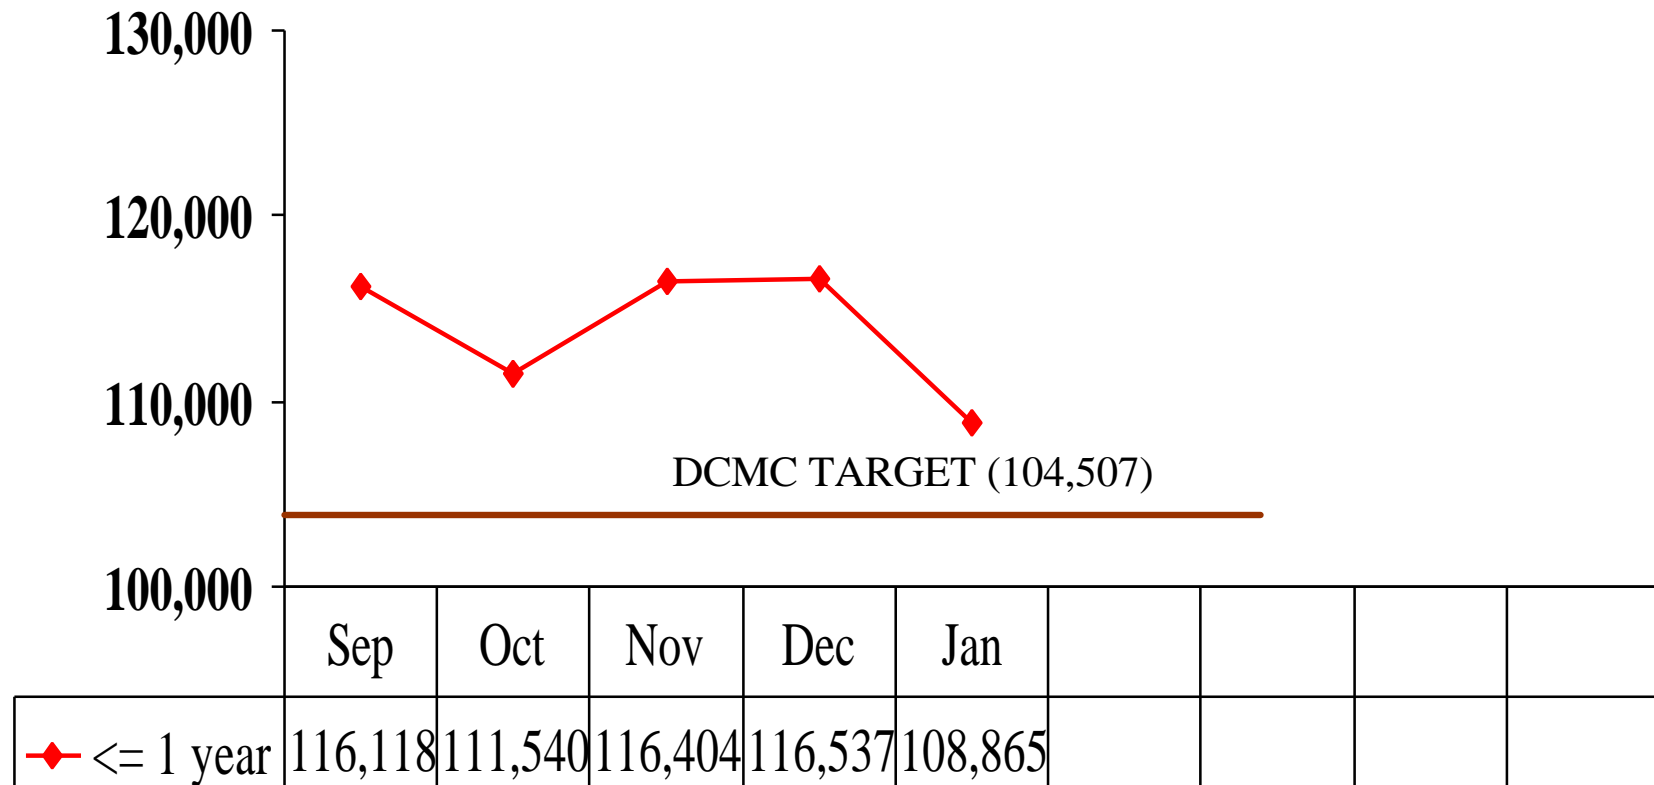 130,000
120,000
110,000
DCMC TARGET (104,507)
100,000
Sep Oct Nov Dec Jan
<= 1 year 116,118 111,540 116,404 116,537 108,865